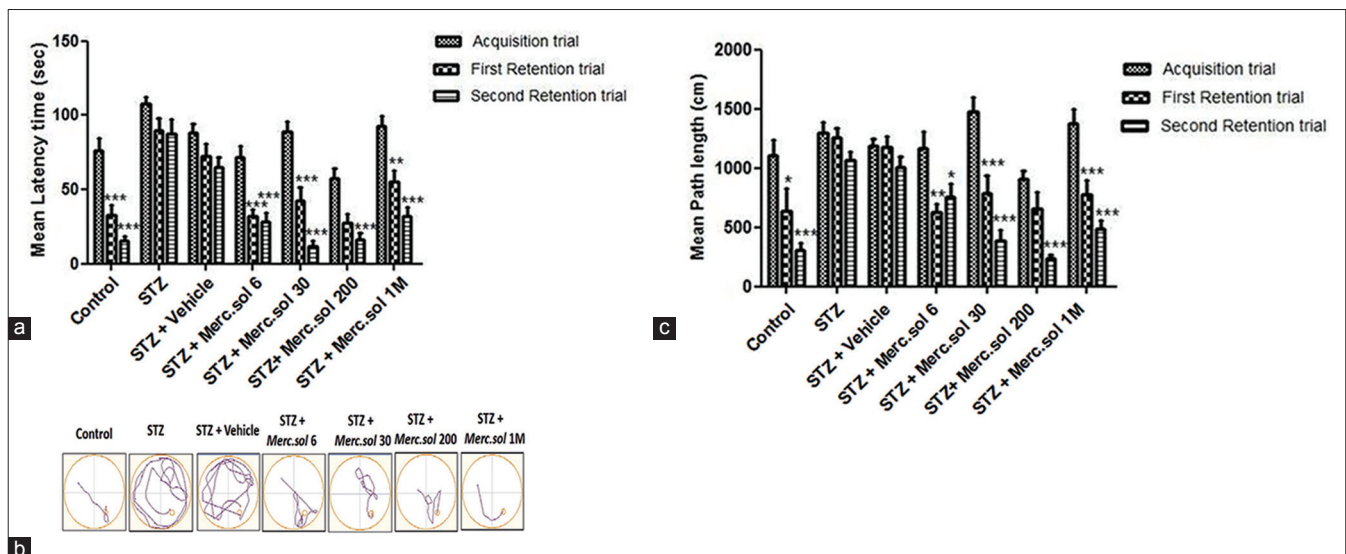 150
100
50
0
Mean Latency time (sec)
Acquisition trial
First Retention trial
Second Retention trial
***
***
***
***
***
***
***
**
***
Control
STZ
STZ + Vehicle
STZ + Merc.sol 6
STZ + Merc.sol 30
STZ+ Merc.sol 200
STZ + Merc.sol 1M
a
2000
1500
1000
500
0
Mean Path length (cm)
Acquisition trial
First Retention trial
Second Retention trial
*
***
**
*
***
***
***
***
***
Control
STZ
STZ + Vehicle
STZ + Merc.sol 6
STZ + Merc.sol 30
STZ+ Merc.sol 200
STZ + Merc.sol 1M
c
Control
STZ
STZ + Vehicle
STZ +
Merc.sol 6
STZ +
Merc.sol 30
STZ +
Merc.sol 200
STZ +
Merc.sol 1M
b